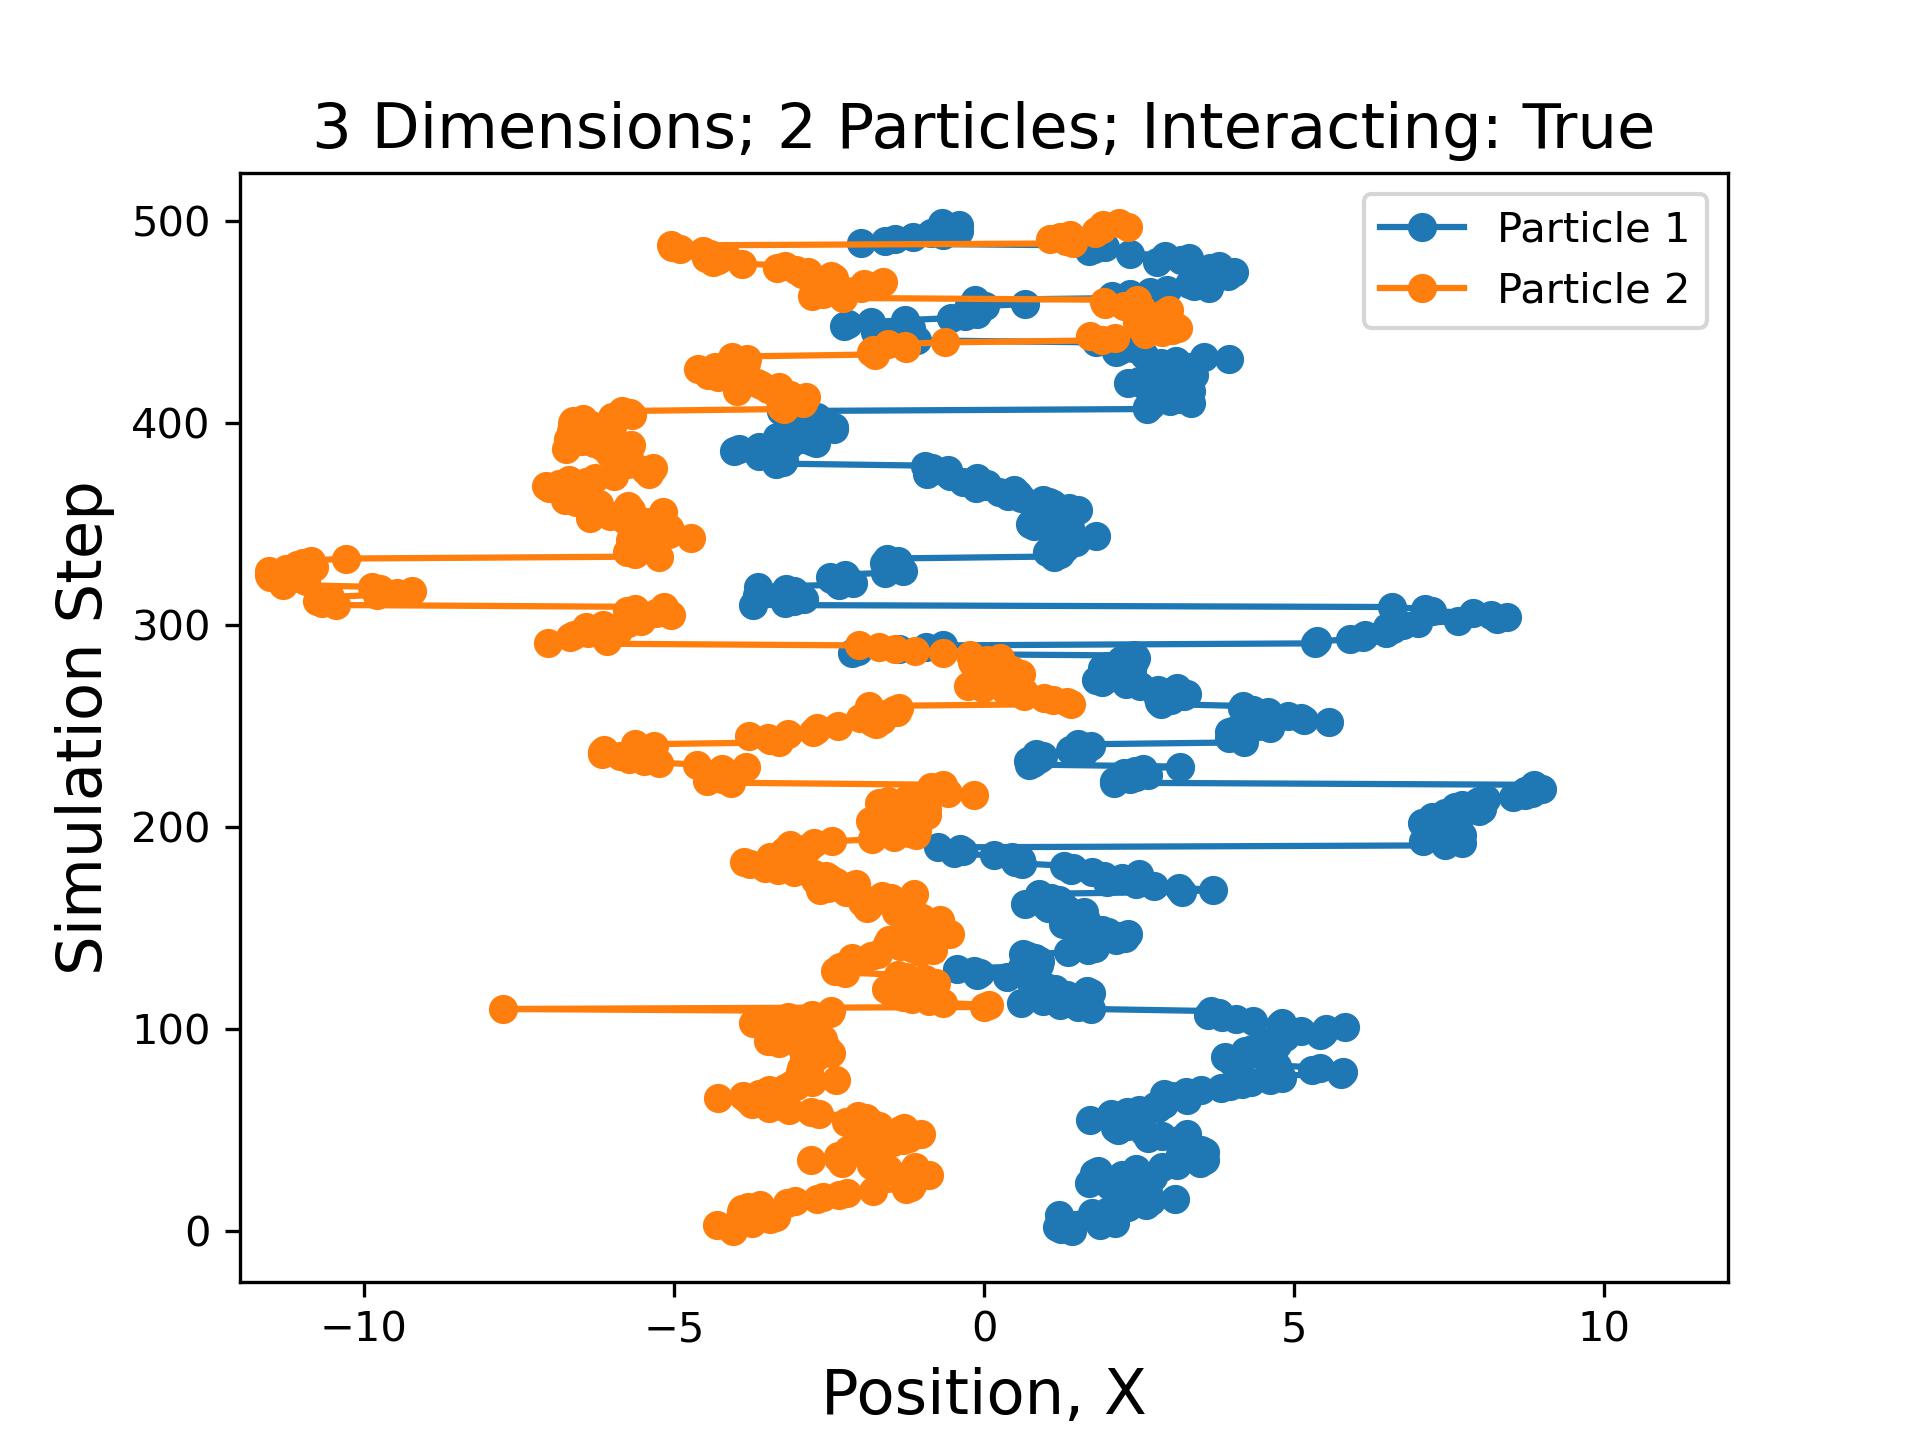 3 Dimensions; 2 Particles; Interacting: True
Particle 1
Particle 2
Simulation Step
500
400
300
200
100
0
−10
−5
0
5
10
Position, X